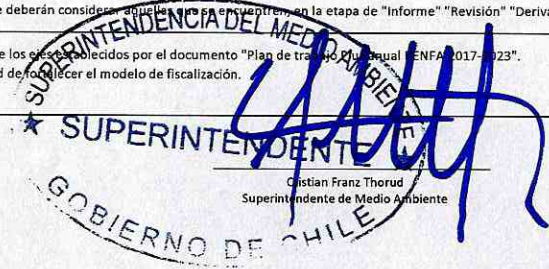 e deberán considerar aquellas que se encuentren, en la etapa de "Informe" "Revisión" "Deriva
e los ejes establecidos por el documento "Plan de trabajo Plurianual RENFA 2017-2023".
d de fortalecer el modelo de fiscalización.
SUPERINTENDENCIA DEL MEDIO AMBIENTE
★ SUPERINTENDENTE ★
GOBIERNO DE CHILE
Cristian Franz Thorud
Superintendente de Medio Ambiente